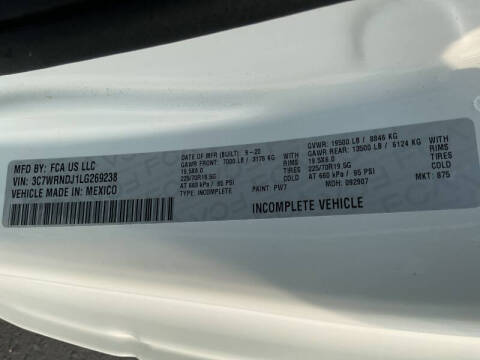 MFD BY: FCA US LLC
VIN: 3C7WRNDJ1LG269238
VEHICLE MADE IN: MEXICO
DATE OF MFR (BUILT): 9-20
GAWR FRONT: 7000 LB / 3176 KG WITH
19.5X6.0 RIMS
225/70R19.5G TIRES
AT 660 kPa / 95 PSI COLD
TYPE: INCOMPLETE PAINT: PW7
GVWR: 19500 LB / 8846 KG
GAWR REAR: 13500 LB / 6124 KG WITH
19.5X6.0 RIMS
225/70R19.5G TIRES
AT 660 kPa / 95 PSI COLD
MDH: 092907 MKT: 875
INCOMPLETE VEHICLE